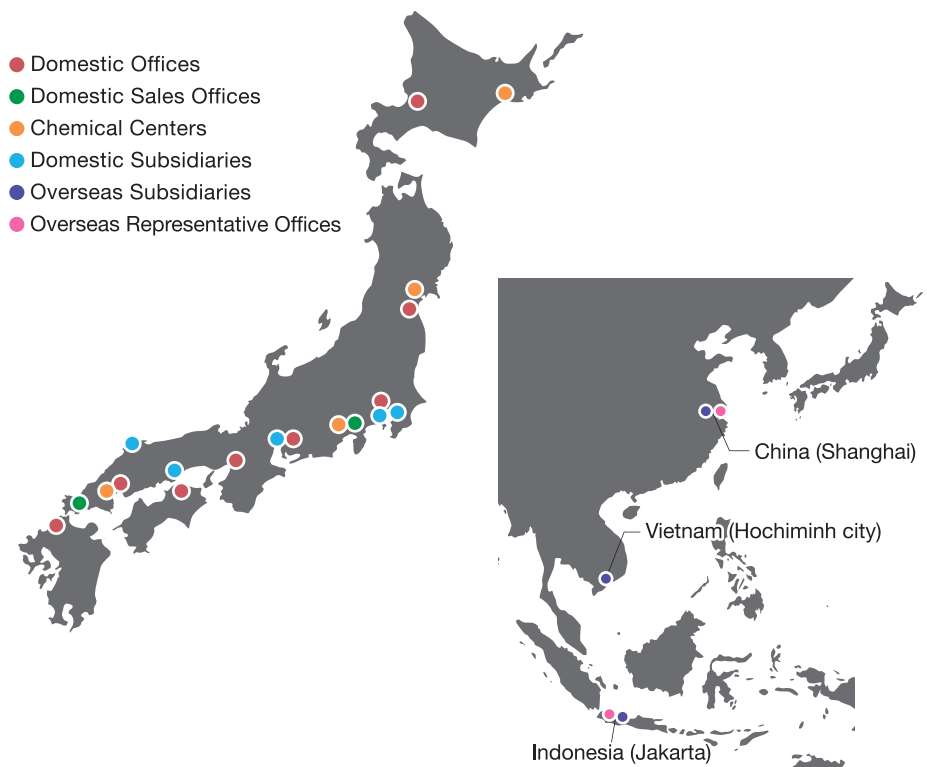 Domestic Offices
Domestic Sales Offices
Chemical Centers
Domestic Subsidiaries
Overseas Subsidiaries
Overseas Representative Offices
China (Shanghai)
Vietnam (Hochiminh city)
Indonesia (Jakarta)